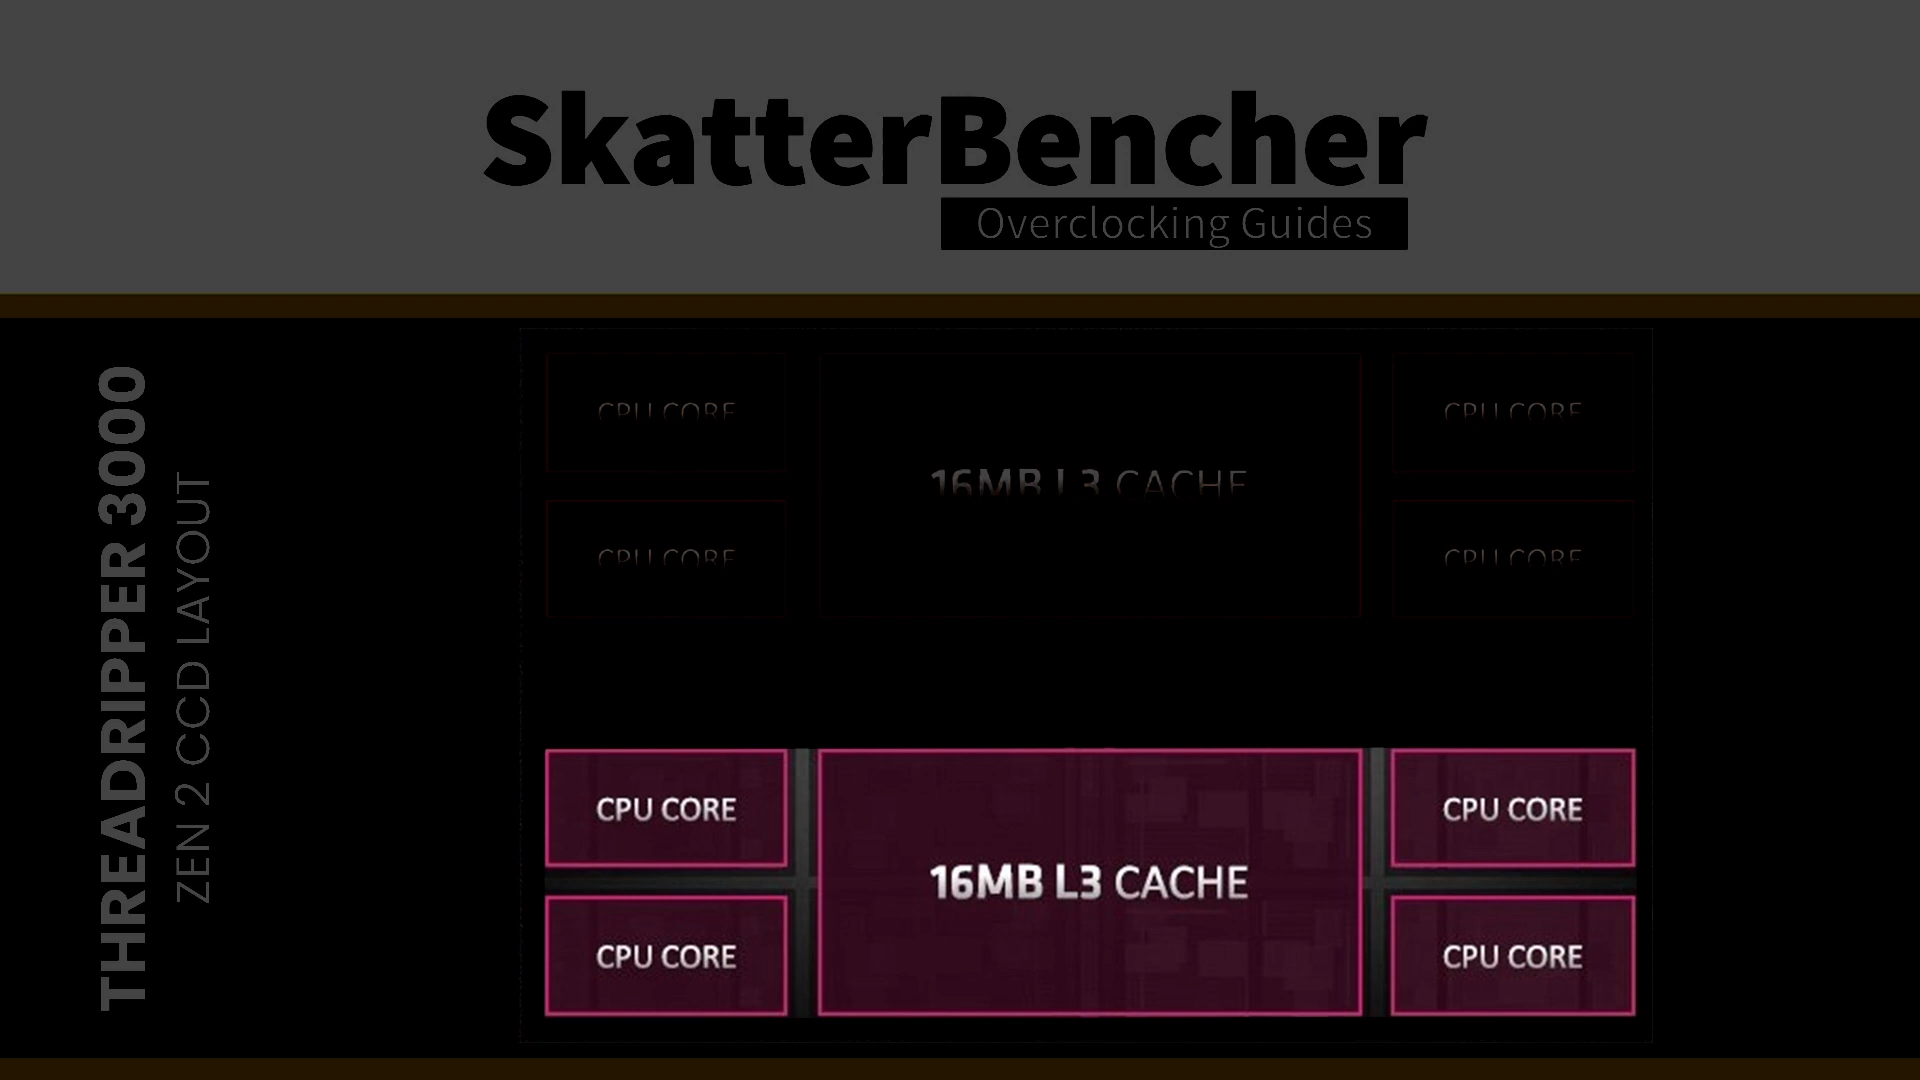 SkatterBencher
Overclocking Guides
THREADRIPPER 3000
ZEN 2 CCD LAYOUT
CPU CORE
16MB L3 CACHE
CPU CORE
CPU CORE
CPU CORE
CPU CORE
16MB L3 CACHE
CPU CORE
CPU CORE
CPU CORE